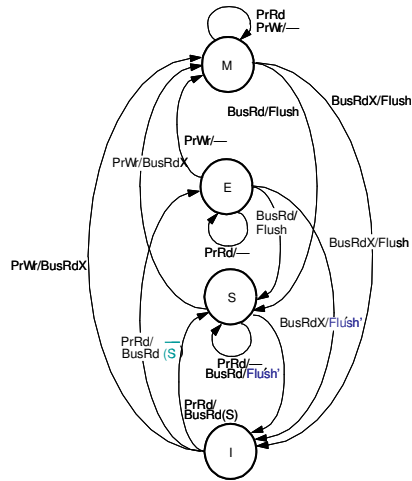 PrRd
PrWr/—
M
BusRd/Flush
BusRdX/Flush
PrWr/—
PrWr/BusRdX
E
BusRd/
Flush
BusRdX/Flush
PrRd/—
PrWr/BusRdX
S
BusRdX/Flush'
PrRd/
BusRd(S̅)
PrRd/—
BusRd/Flush'
PrRd/
BusRd(S)
I